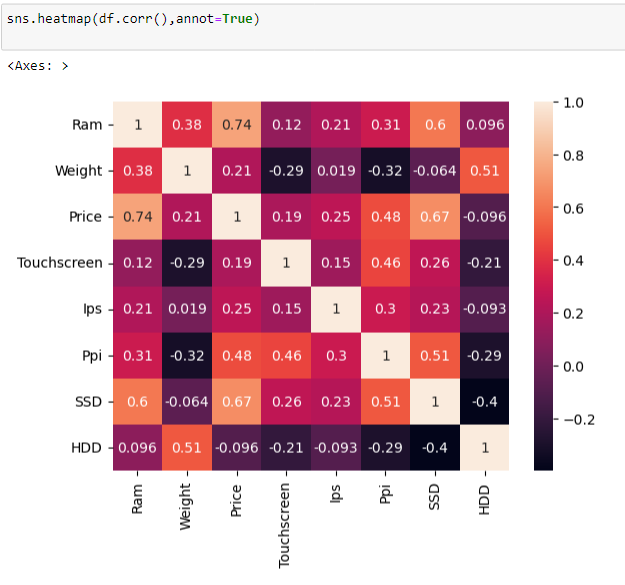 sns.heatmap(df.corr(),annot=True)
<Axes: >
Ram 1 0.38 0.74 0.12 0.21 0.31 0.6 0.096
Weight 0.38 1 0.21 -0.29 0.019 -0.32 -0.064 0.51
Price 0.74 0.21 1 0.19 0.25 0.48 0.67 -0.096
Touchscreen 0.12 -0.29 0.19 1 0.15 0.46 0.26 -0.21
Ips 0.21 0.019 0.25 0.15 1 0.3 0.23 -0.093
Ppi 0.31 -0.32 0.48 0.46 0.3 1 0.51 -0.29
SSD 0.6 -0.064 0.67 0.26 0.23 0.51 1 -0.4
HDD 0.096 0.51 -0.096 -0.21 -0.093 -0.29 -0.4 1
Ram Weight Price Touchscreen Ips Ppi SSD HDD
1.0
0.8
0.6
0.4
0.2
0.0
−0.2